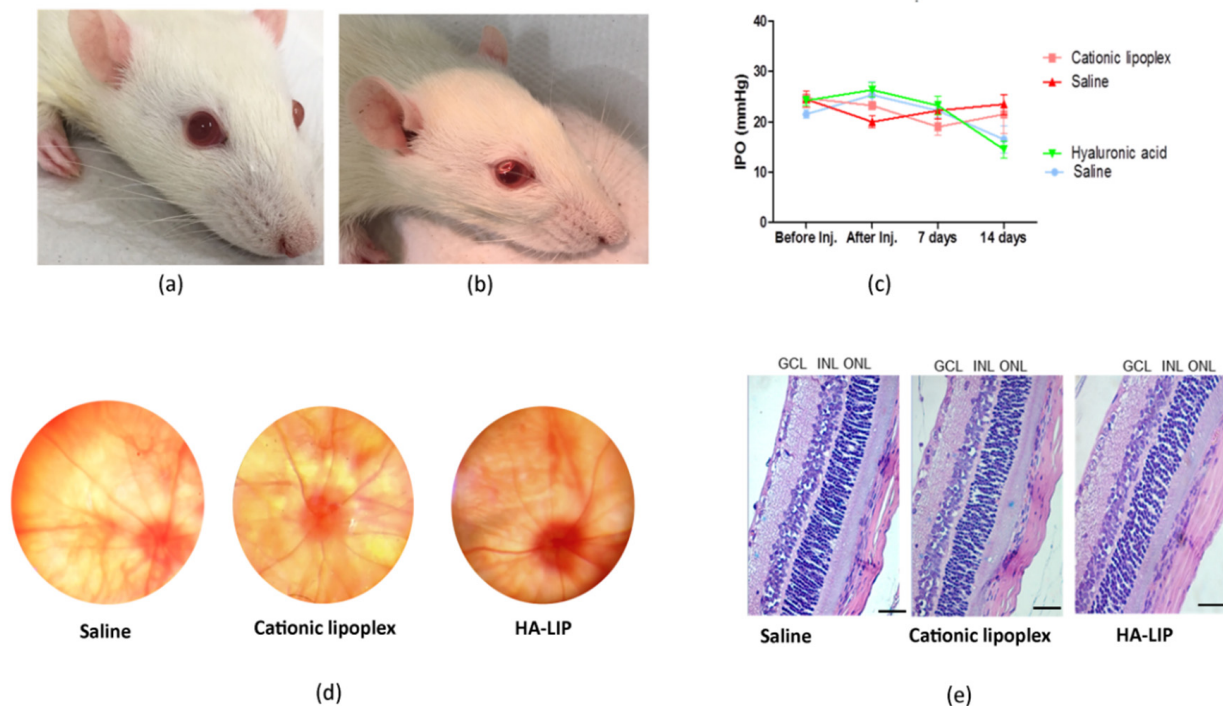 (a)
(b)
40
30
20
10
0
IPO (mmHg)
Before Inj. After Inj. 7 days 14 days
Cationic lipoplex
Saline
Hyaluronic acid
Saline
(c)
Saline
Cationic lipoplex
HA-LIP
(d)
GCL INL ONL
GCL INL ONL
GCL INL ONL
Saline
Cationic lipoplex
HA-LIP
(e)